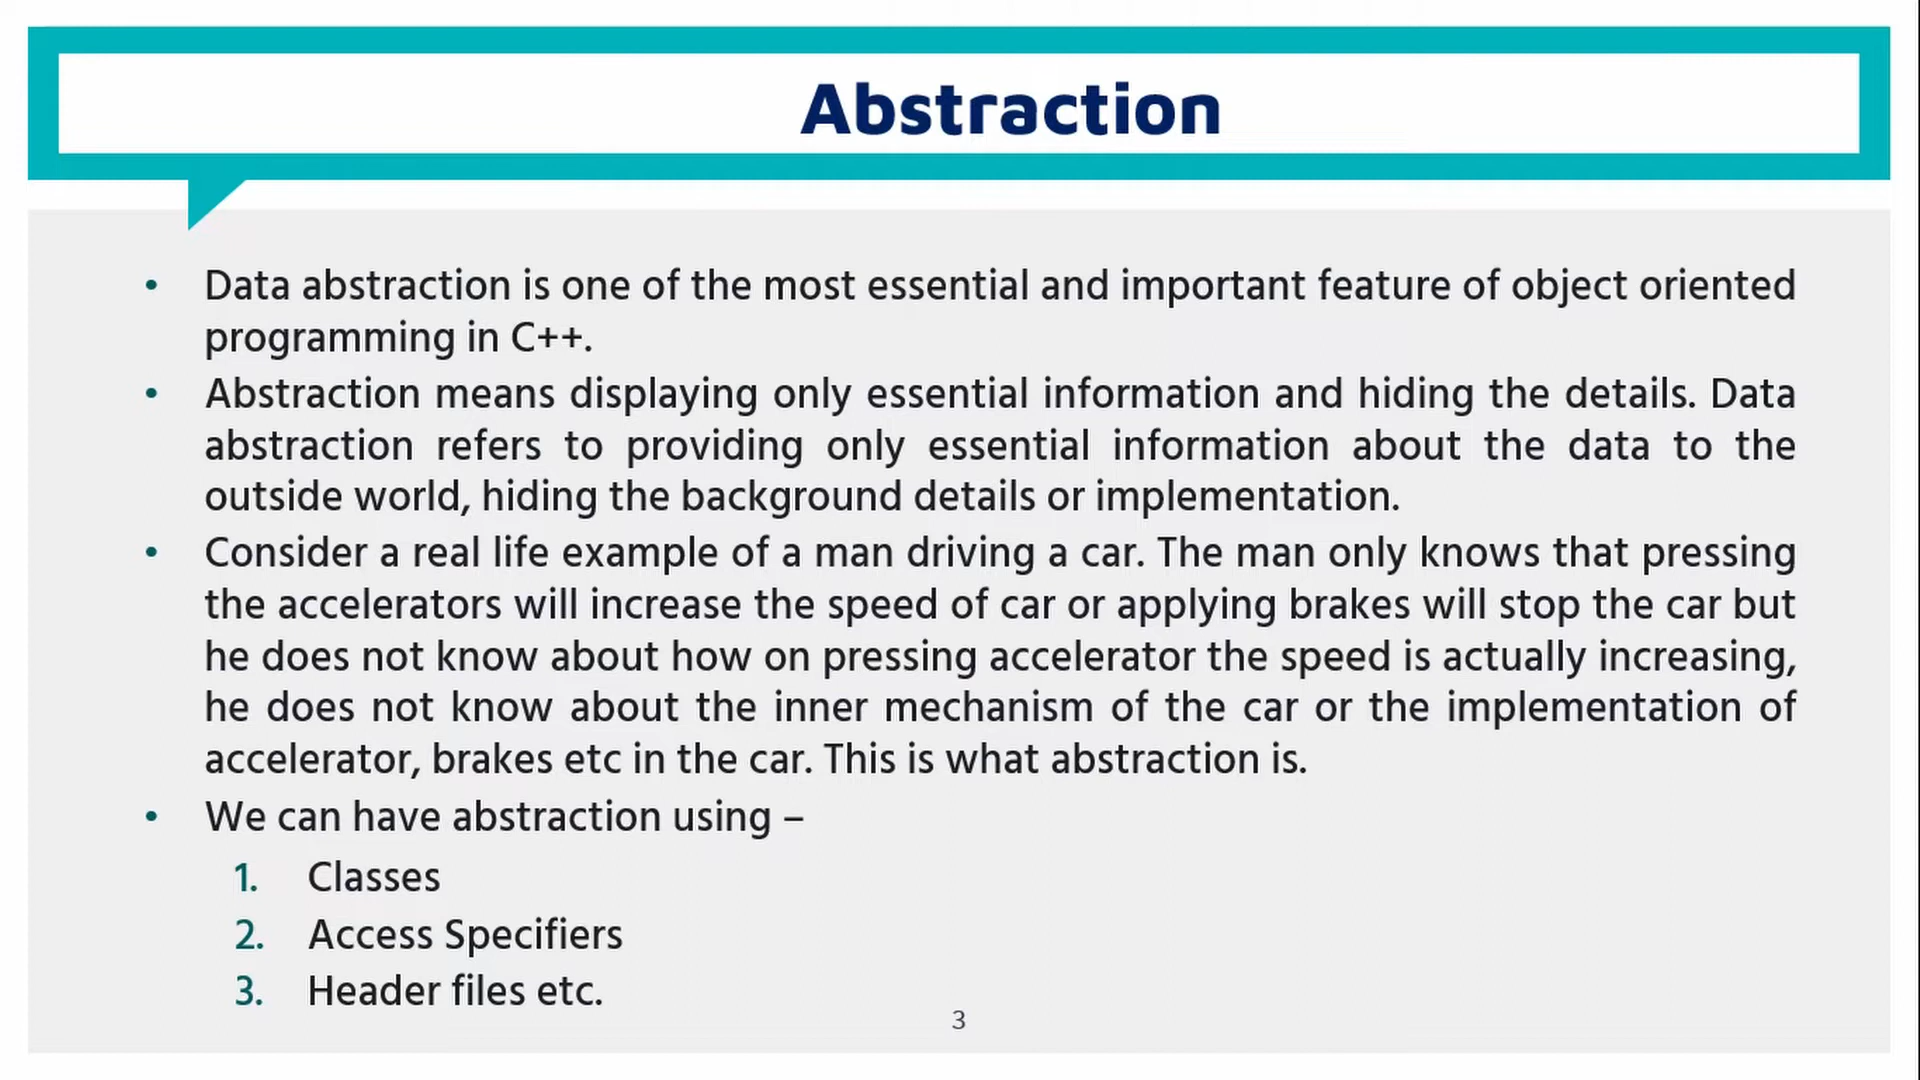 Abstraction
• Data abstraction is one of the most essential and important feature of object oriented
programming in C++.
• Abstraction means displaying only essential information and hiding the details. Data
abstraction refers to providing only essential information about the data to the
outside world, hiding the background details or implementation.
• Consider a real life example of a man driving a car. The man only knows that pressing
the accelerators will increase the speed of car or applying brakes will stop the car but
he does not know about how on pressing accelerator the speed is actually increasing,
he does not know about the inner mechanism of the car or the implementation of
accelerator, brakes etc in the car. This is what abstraction is.
• We can have abstraction using –
1. Classes
2. Access Specifiers
3. Header files etc.
3